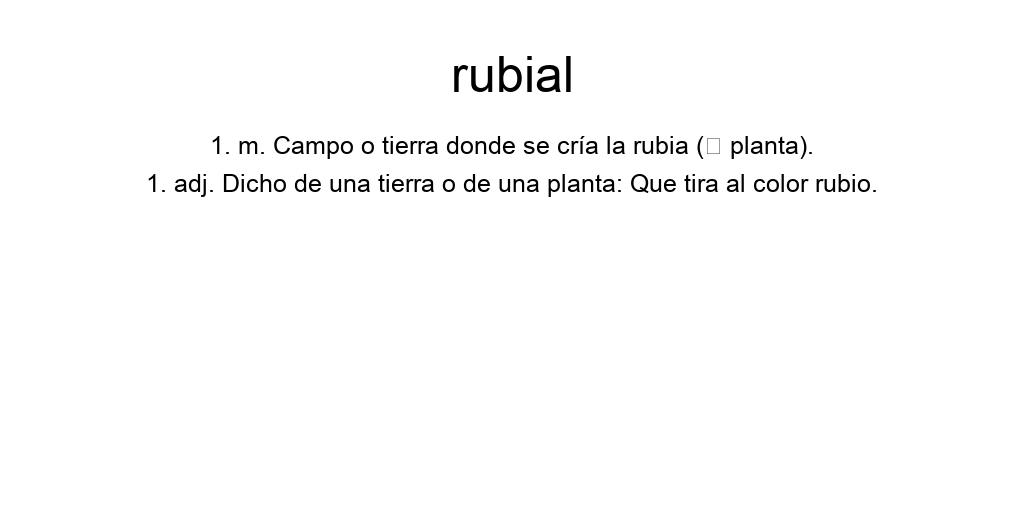 rubial
1. m. Campo o tierra donde se cría la rubia (□ planta).
1. adj. Dicho de una tierra o de una planta: Que tira al color rubio.